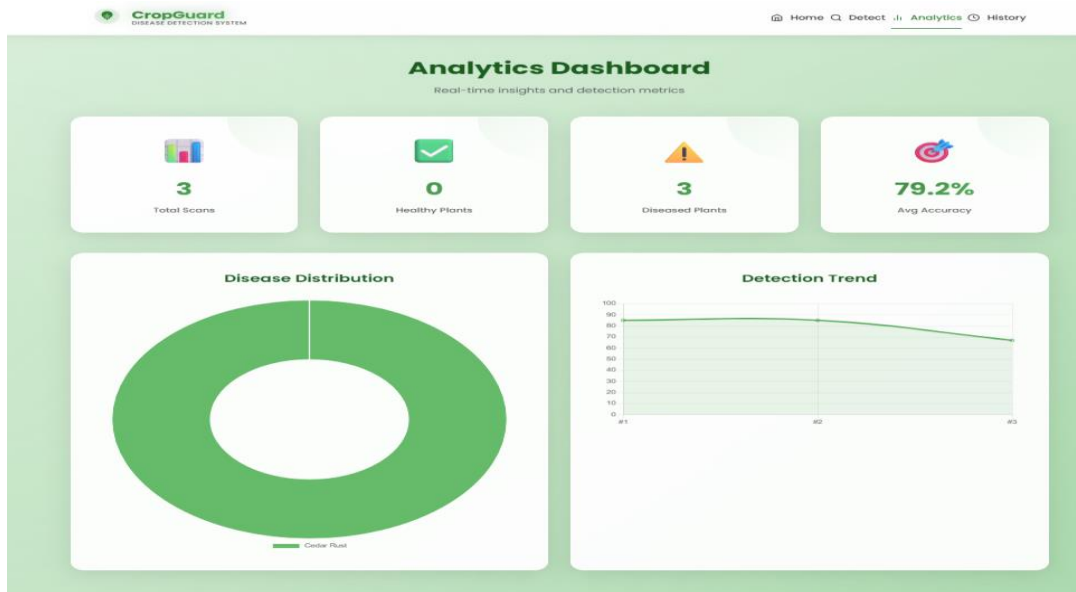 CropGuard
DISEASE DETECTION SYSTEM
Home Detect Analytics History
Analytics Dashboard
Real-time insights and detection metrics
3
Total Scans
0
Healthy Plants
3
Diseased Plants
79.2%
Avg Accuracy
Disease Distribution
Cedar Rust
Detection Trend
100
90
80
70
60
50
40
30
20
10
0
#1 #2 #3